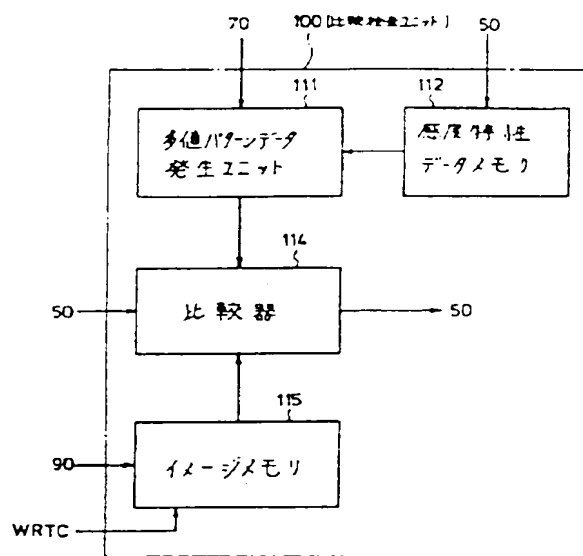 70
100(比較検査ユニット)
50
111
112
多値パターンデータ
発生ユニット
感度特性
データメモリ
114
50
比較器
50
115
90
イメージメモリ
WRTC